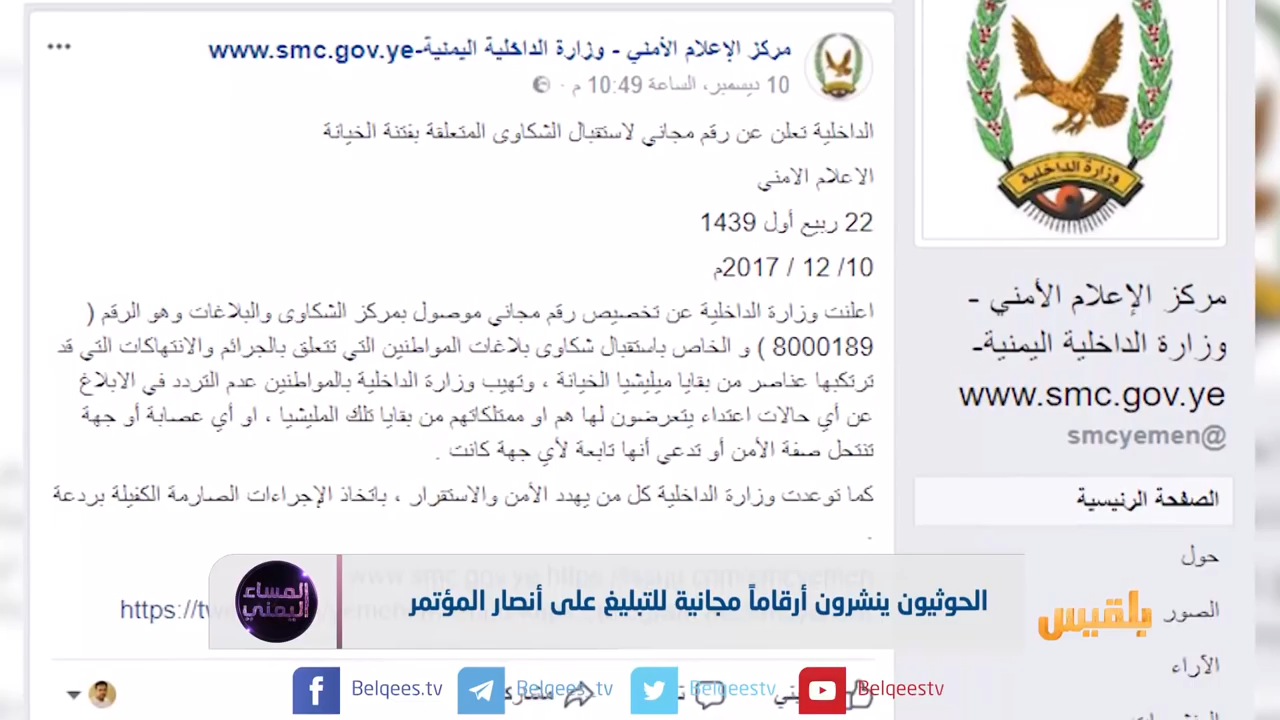 مركز الإعلام الأمني - وزارة الداخلية اليمنية-www.smc.gov.ye
10 ديسمبر، الساعة 10:49 م ·
الداخلية تعلن عن رقم مجاني لاستقبال الشكاوى المتعلقة بفتنة الخيانة
الاعلام الامني
22 ربيع أول 1439
10/ 12 / 2017م
اعلنت وزارة الداخلية عن تخصيص رقم مجاني موصول بمركز الشكاوى والبلاغات وهو الرقم (
8000189 ) و الخاص باستقبال شكاوى بلاغات المواطنين التي تتعلق بالجرائم والانتهاكات التي قد
ترتكبها عناصر من بقايا ميليشيا الخيانة ، وتهيب وزارة الداخلية بالمواطنين عدم التردد في الابلاغ
عن أي حالات اعتداء يتعرضون لها هم او ممتلكاتهم من بقايا تلك المليشيا ، او أي عصابة أو جهة
تنتحل صفة الأمن أو تدعي أنها تابعة لأي جهة كانت .
كما توعدت وزارة الداخلية كل من يهدد الأمن والاستقرار ، باتخاذ الإجراءات الصارمة الكفيلة بردعة
.
https://tw
وزارة الداخلية
مركز الإعلام الأمني -
وزارة الداخلية اليمنية-
www.smc.gov.ye
@smcyemen
الصفحة الرئيسية
حول
الصور
الآراء
المساء اليمني
الحوثيون ينشرون أرقاماً مجانية للتبليغ على أنصار المؤتمر
بلقيس
Belqees.tv
Belqees_tv
Belqeestv
Belqeestv